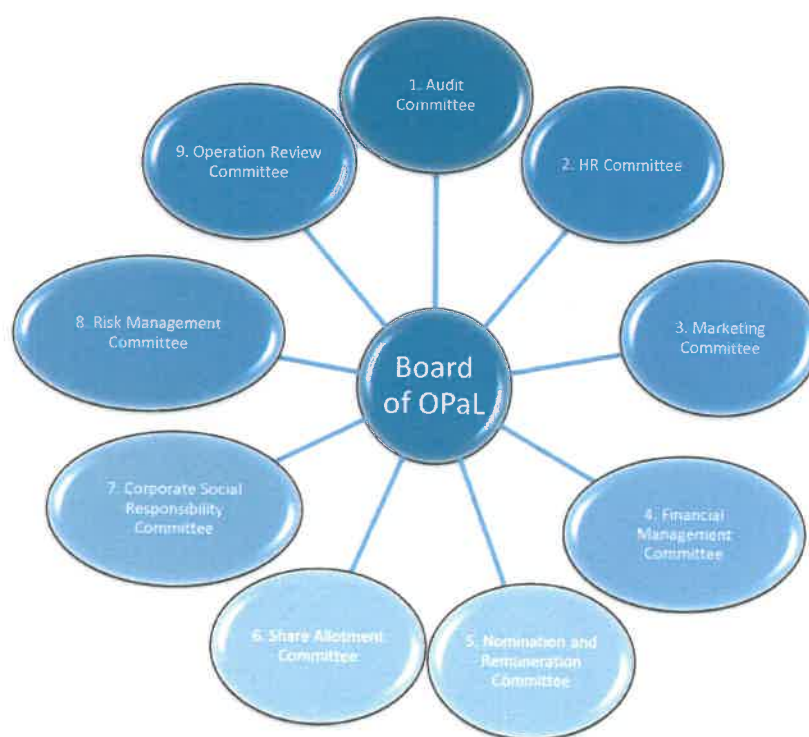 1. Audit
Committee
2. HR Committee
3. Marketing
Committee
4. Financial
Management
Committee
5. Nomination and
Remuneration
Committee
6. Share Allotment
Committee
7. Corporate Social
Responsibility
Committee
8. Risk Management
Committee
9. Operation Review
Committee
Board
of OPaL